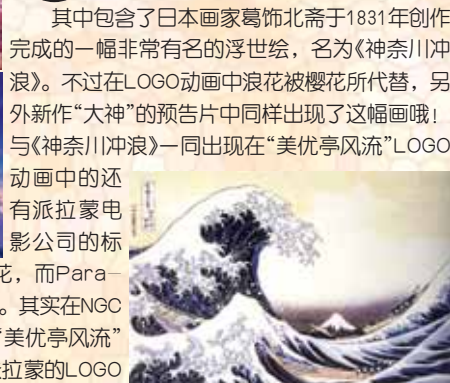 其中包含了日本画家葛饰北斋于1831年创作
完成的一幅非常有名的浮世绘，名为《神奈川冲
浪》。不过在LOGO动画中浪花被樱花所代替，另
外新作“大神”的预告片中同样出现了这幅画哦！
与《神奈川冲浪》一同出现在“美优亭风流”LOGO
动画中的还
有派拉蒙电
影公司的标
花，而Para-
。其实在NGC
“美优亭风流”
拉蒙的LOGO